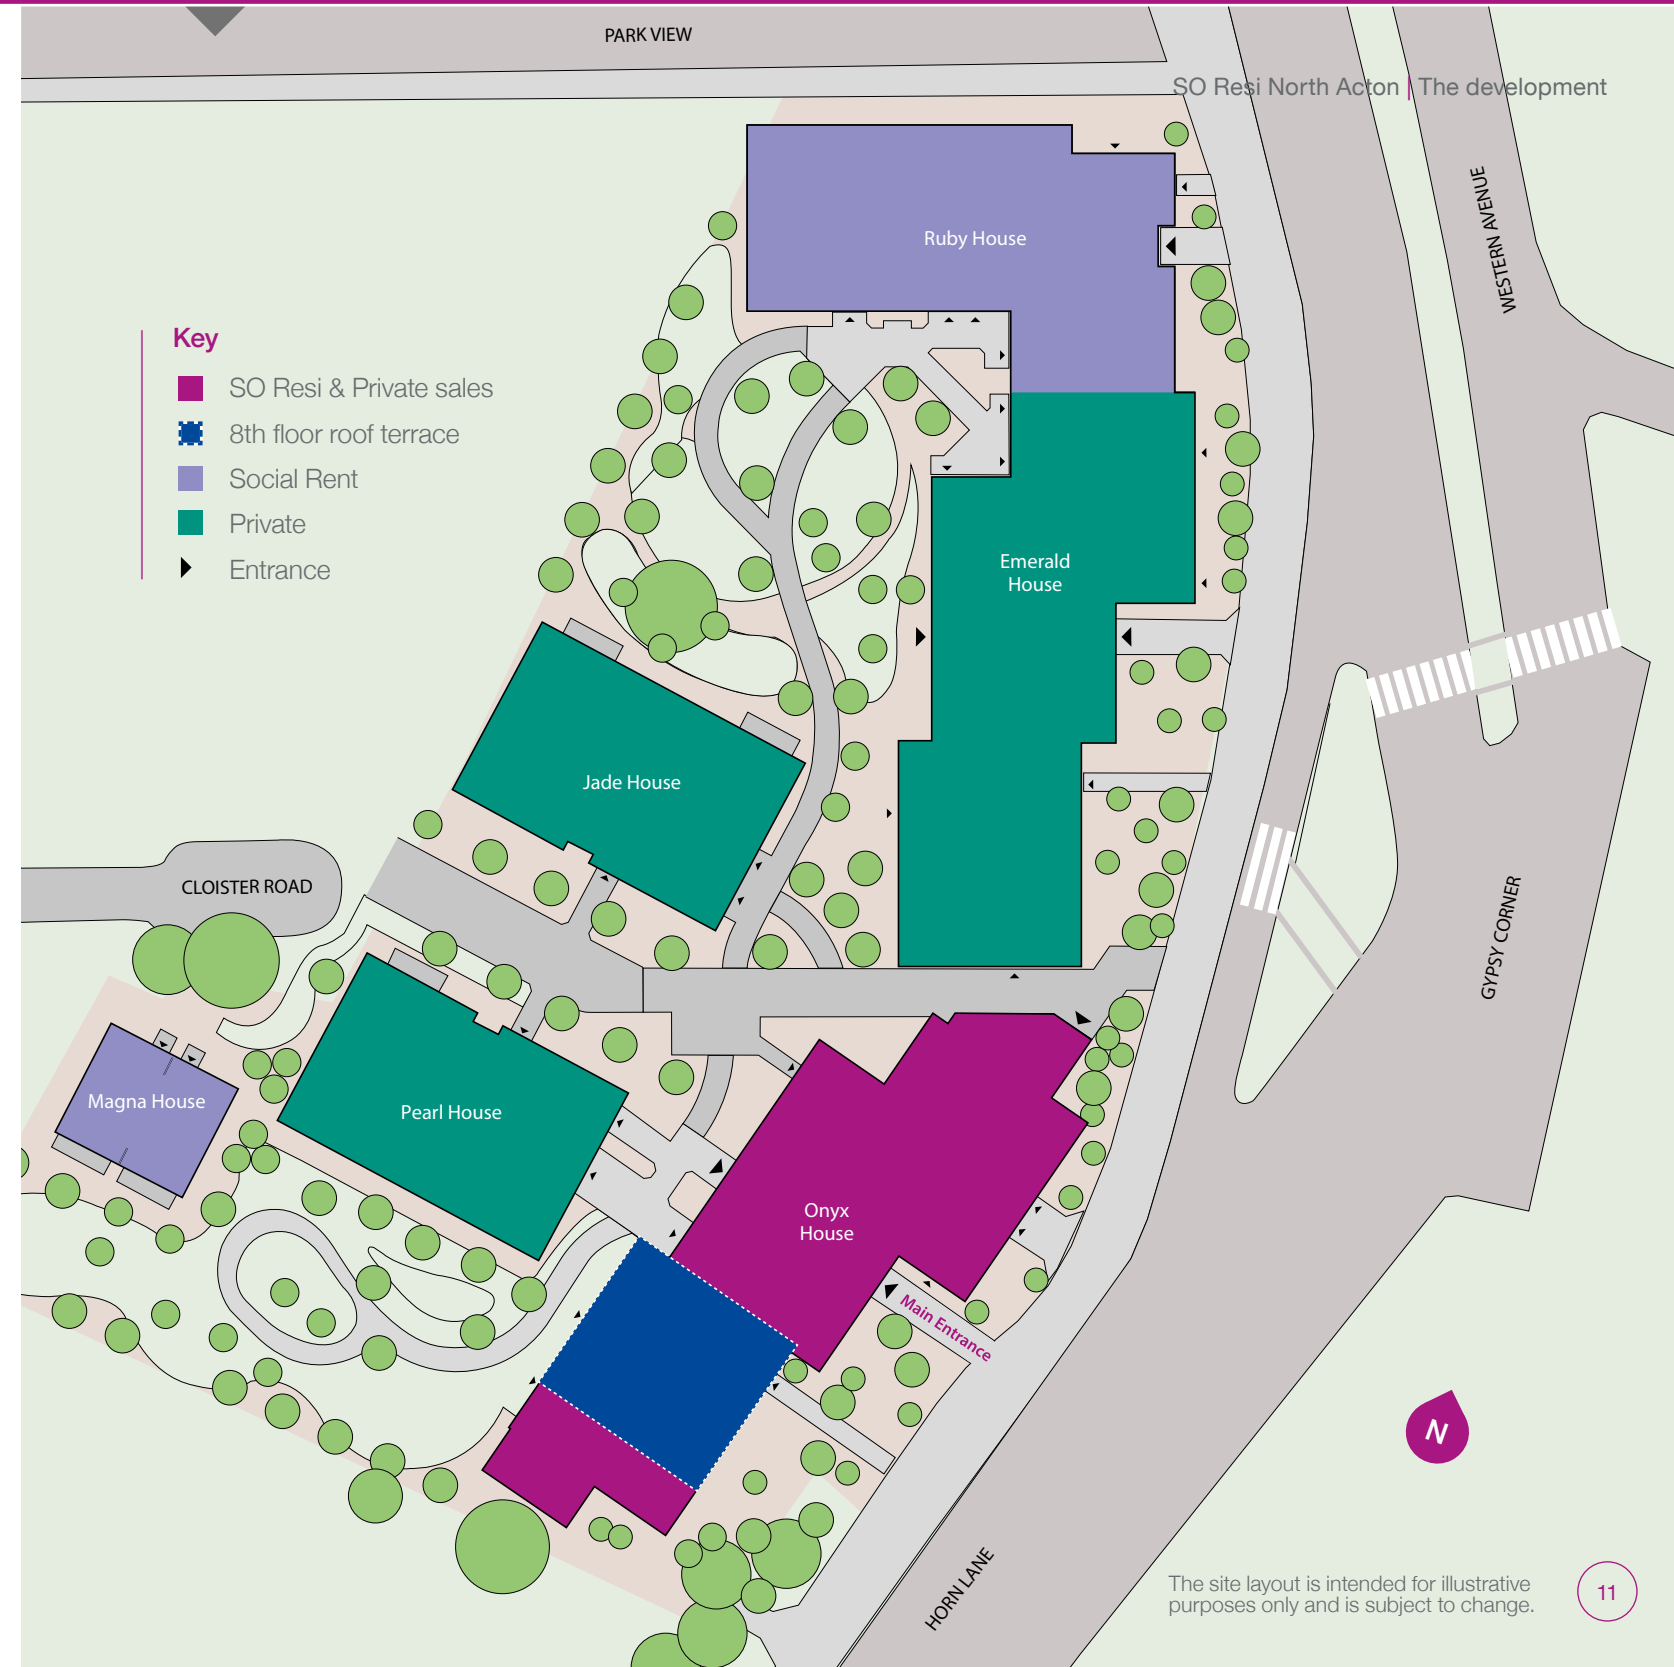 PARK VIEW
SO Resi North Acton | The development
WESTERN AVENUE
Ruby House
Key
SO Resi & Private sales
8th floor roof terrace
Social Rent
Private
Entrance
Emerald
House
Jade House
CLOISTER ROAD
GYPSY CORNER
Magna House
Pearl House
Onyx
House
Main Entrance
N
HORN LANE
The site layout is intended for illustrative
purposes only and is subject to change.
11